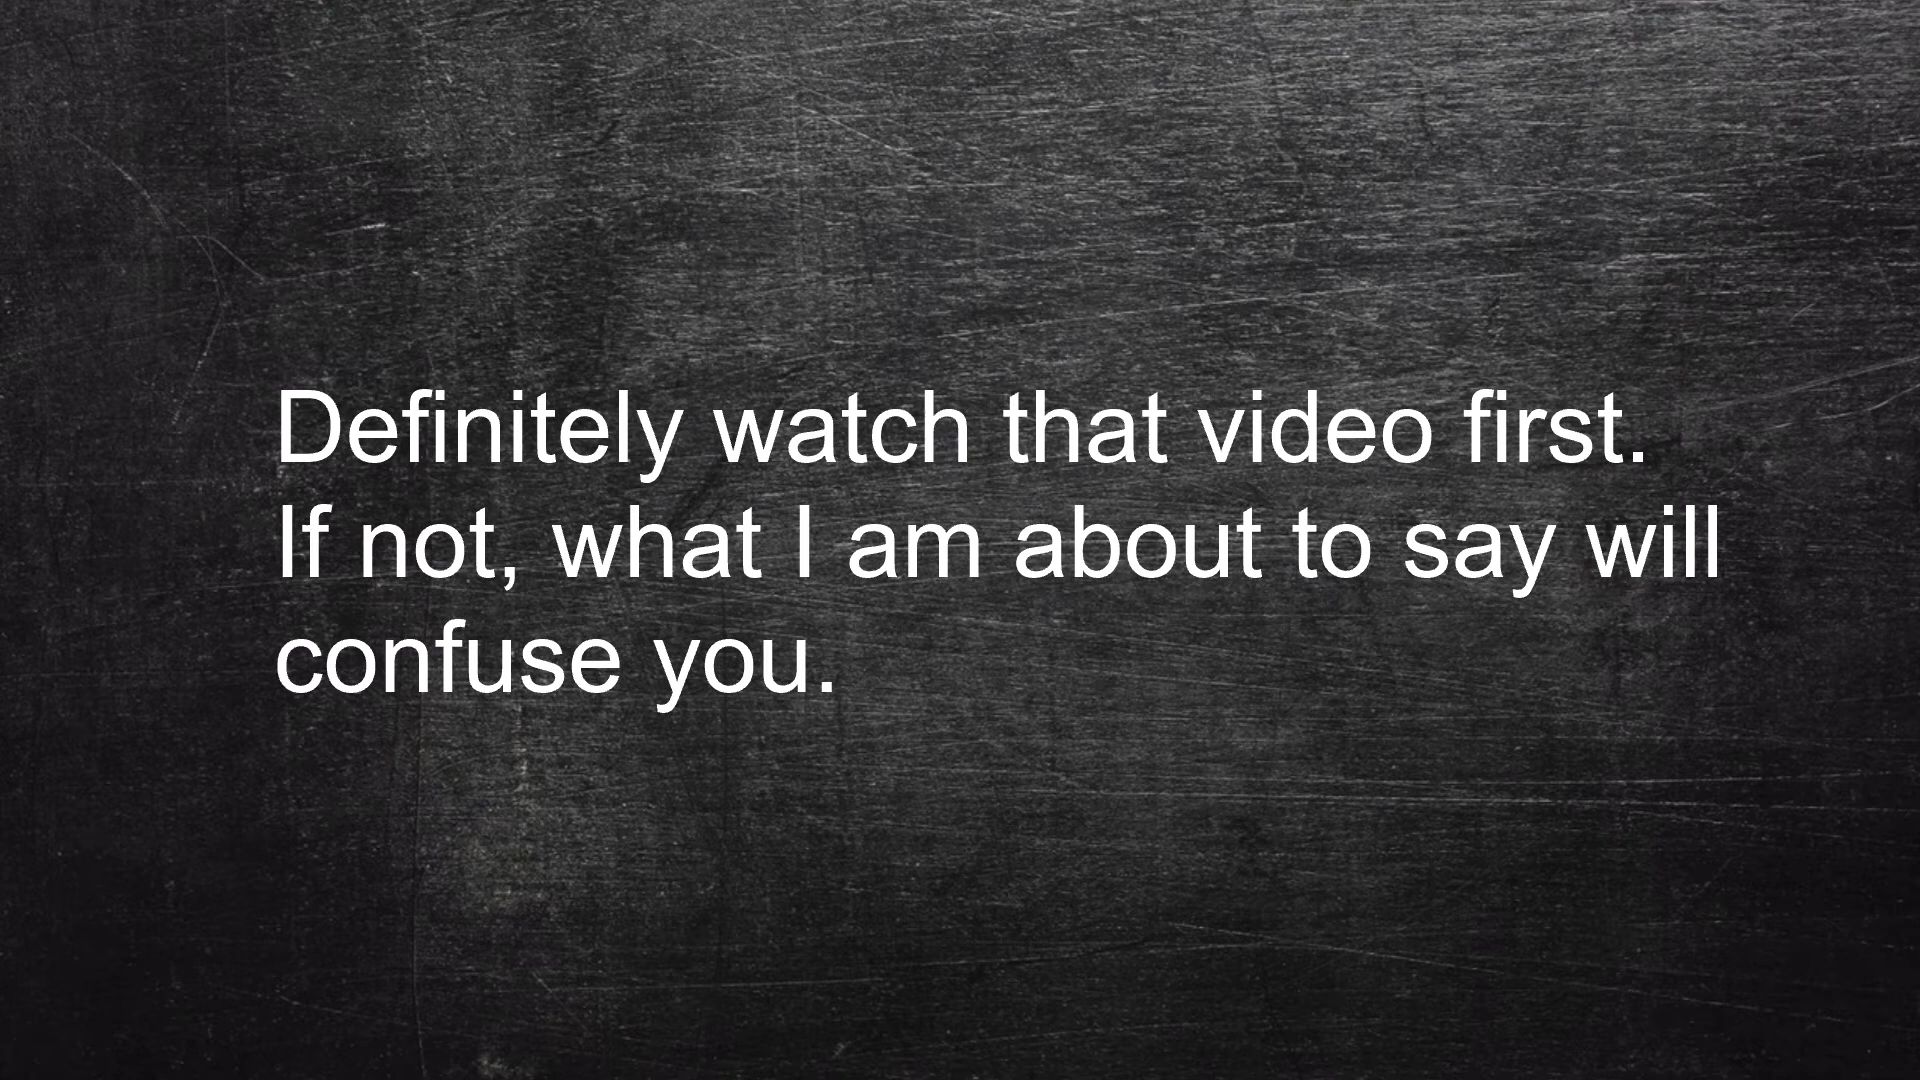 Definitely watch that video first.
If not, what I am about to say will
confuse you.